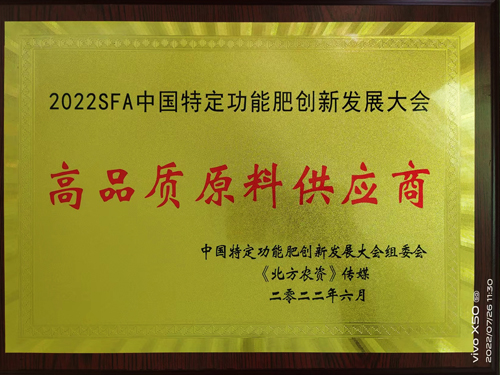 2022SFA中国特定功能肥创新发展大会
高品质原料供应商
中国特定功能肥创新发展大会组委会
《北方农资》传媒
二零二二年六月
vivo X50
2022/07/26 11:30